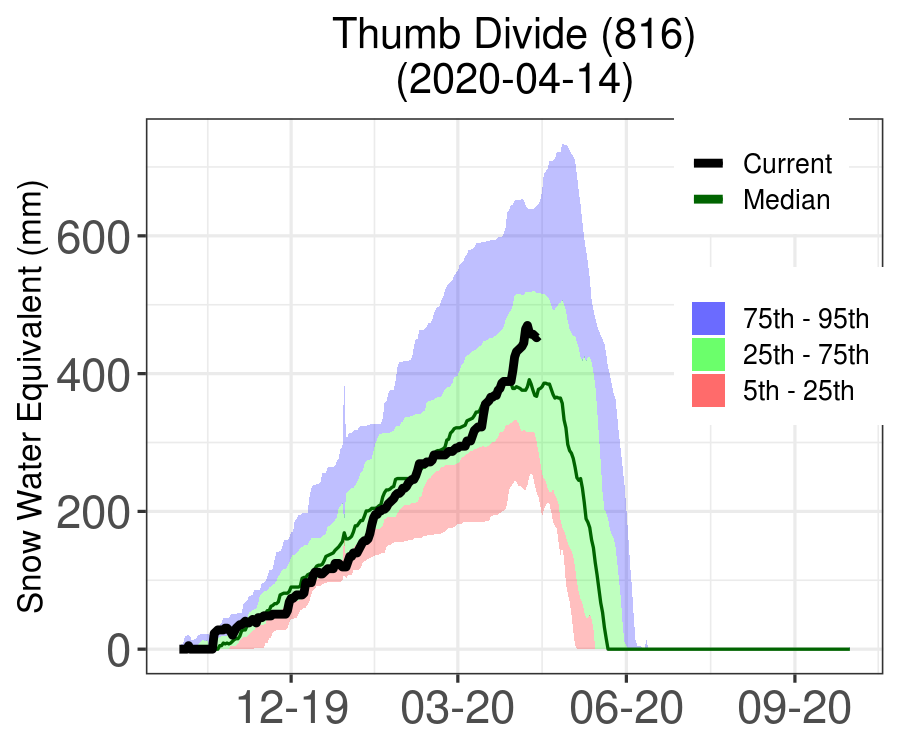 Thumb Divide (816)
(2020-04-14)
Snow Water Equivalent (mm)
600
400
200
0
12-19
03-20
06-20
09-20
Current
Median
75th - 95th
25th - 75th
5th - 25th